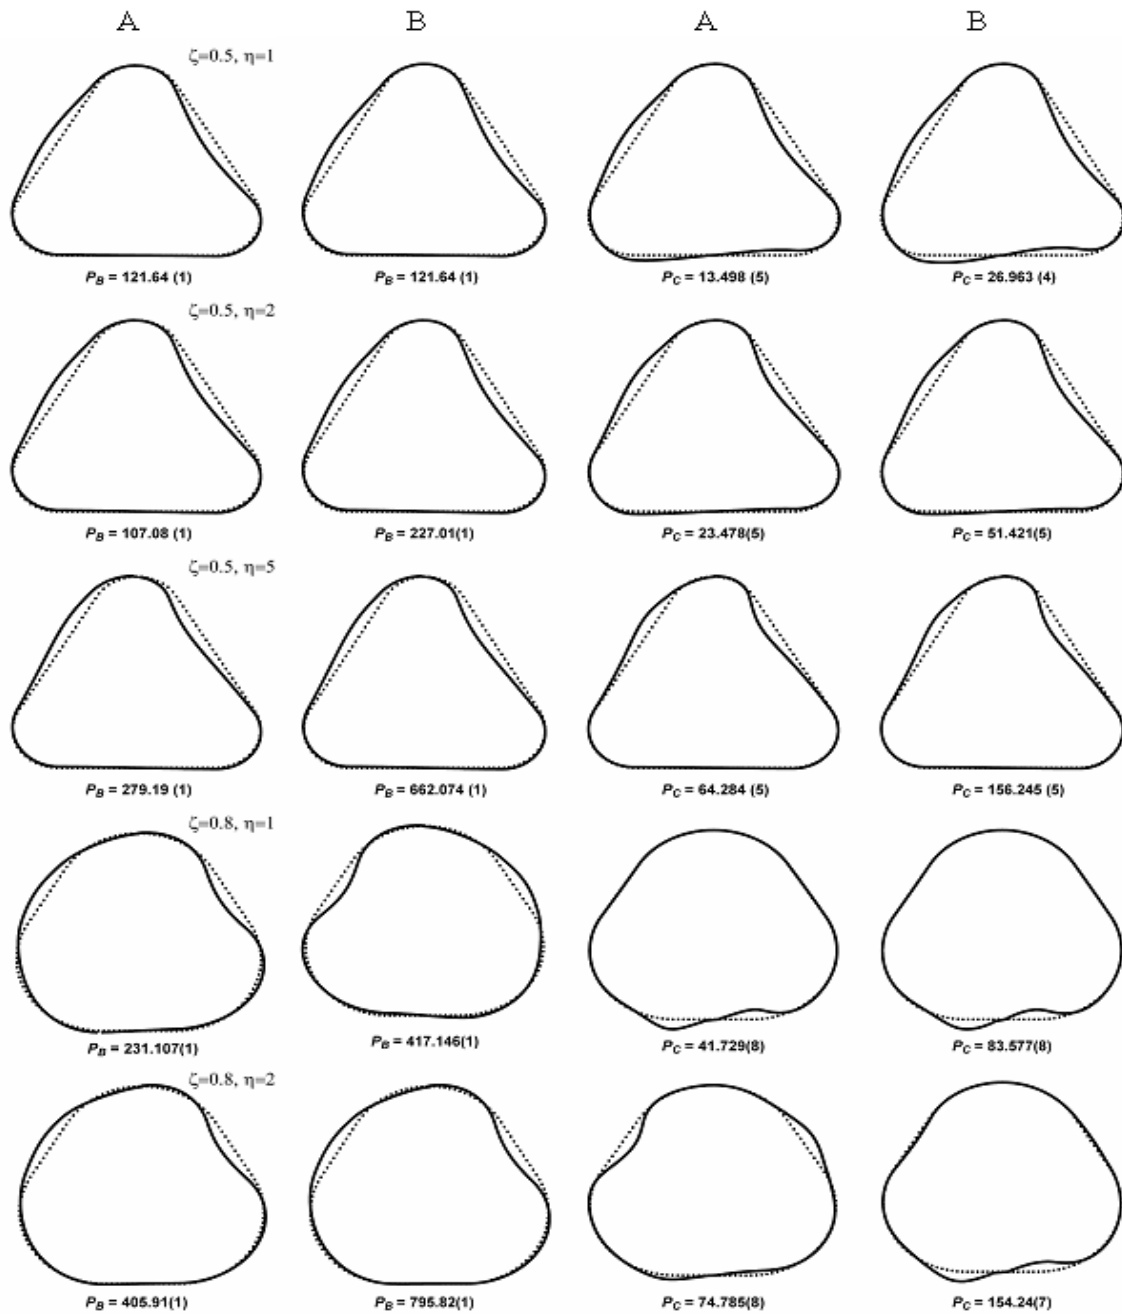 A B A B
ζ=0.5, η=1
P_B = 121.64 (1) P_B = 121.64 (1) P_C = 13.498 (5) P_C = 26.963 (4)
ζ=0.5, η=2
P_B = 107.08 (1) P_B = 227.01(1) P_C = 23.478(5) P_C = 51.421(5)
ζ=0.5, η=5
P_B = 279.19 (1) P_B = 662.074 (1) P_C = 64.284 (5) P_C = 156.245 (5)
ζ=0.8, η=1
P_B = 231.107(1) P_B = 417.146(1) P_C = 41.729(8) P_C = 83.577(8)
ζ=0.8, η=2
P_B = 405.91(1) P_B = 795.82(1) P_C = 74.785(8) P_C = 154.24(7)